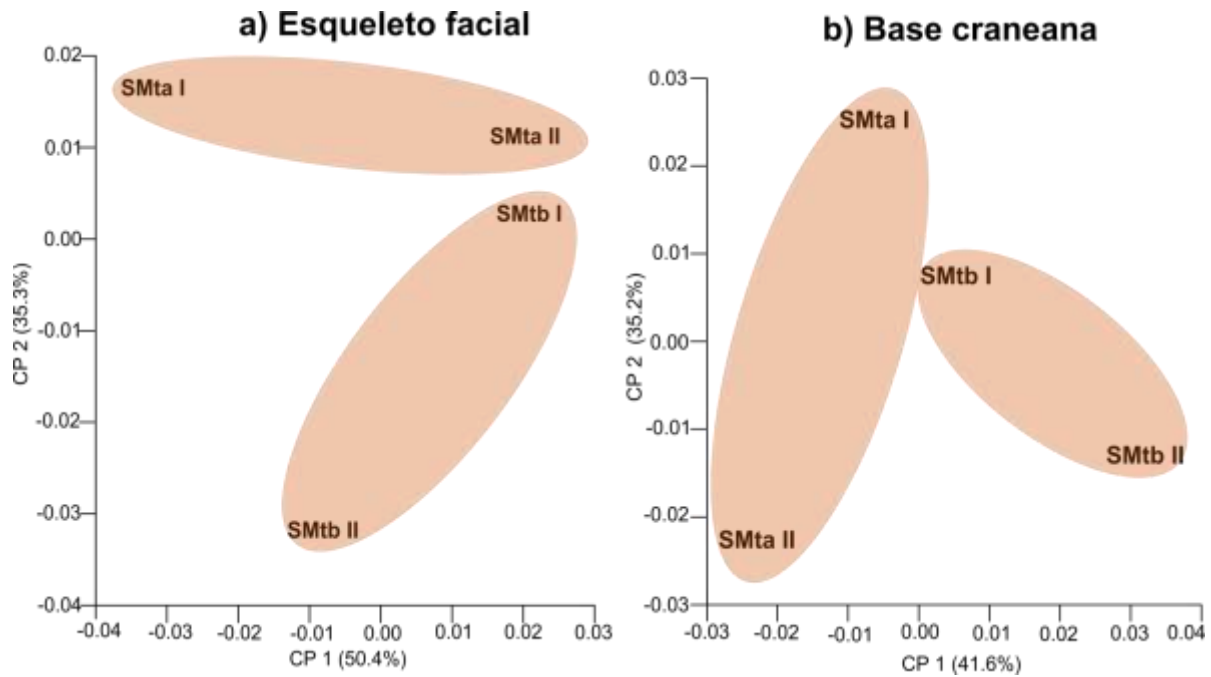 a) Esqueleto facial
0.02
0.01
0.00
-0.01
-0.02
-0.03
-0.04
CP 2 (35.3%)
SMta I
SMta II
SMtb I
SMtb II
-0.04 -0.03 -0.02 -0.01 0.00 0.01 0.02 0.03
CP 1 (50.4%)
b) Base craneana
0.03
0.02
0.01
0.00
-0.01
-0.02
-0.03
CP 2 (35.2%)
SMta I
SMtb I
SMtb II
SMta II
-0.03 -0.02 -0.01 0.00 0.01 0.02 0.03 0.04
CP 1 (41.6%)